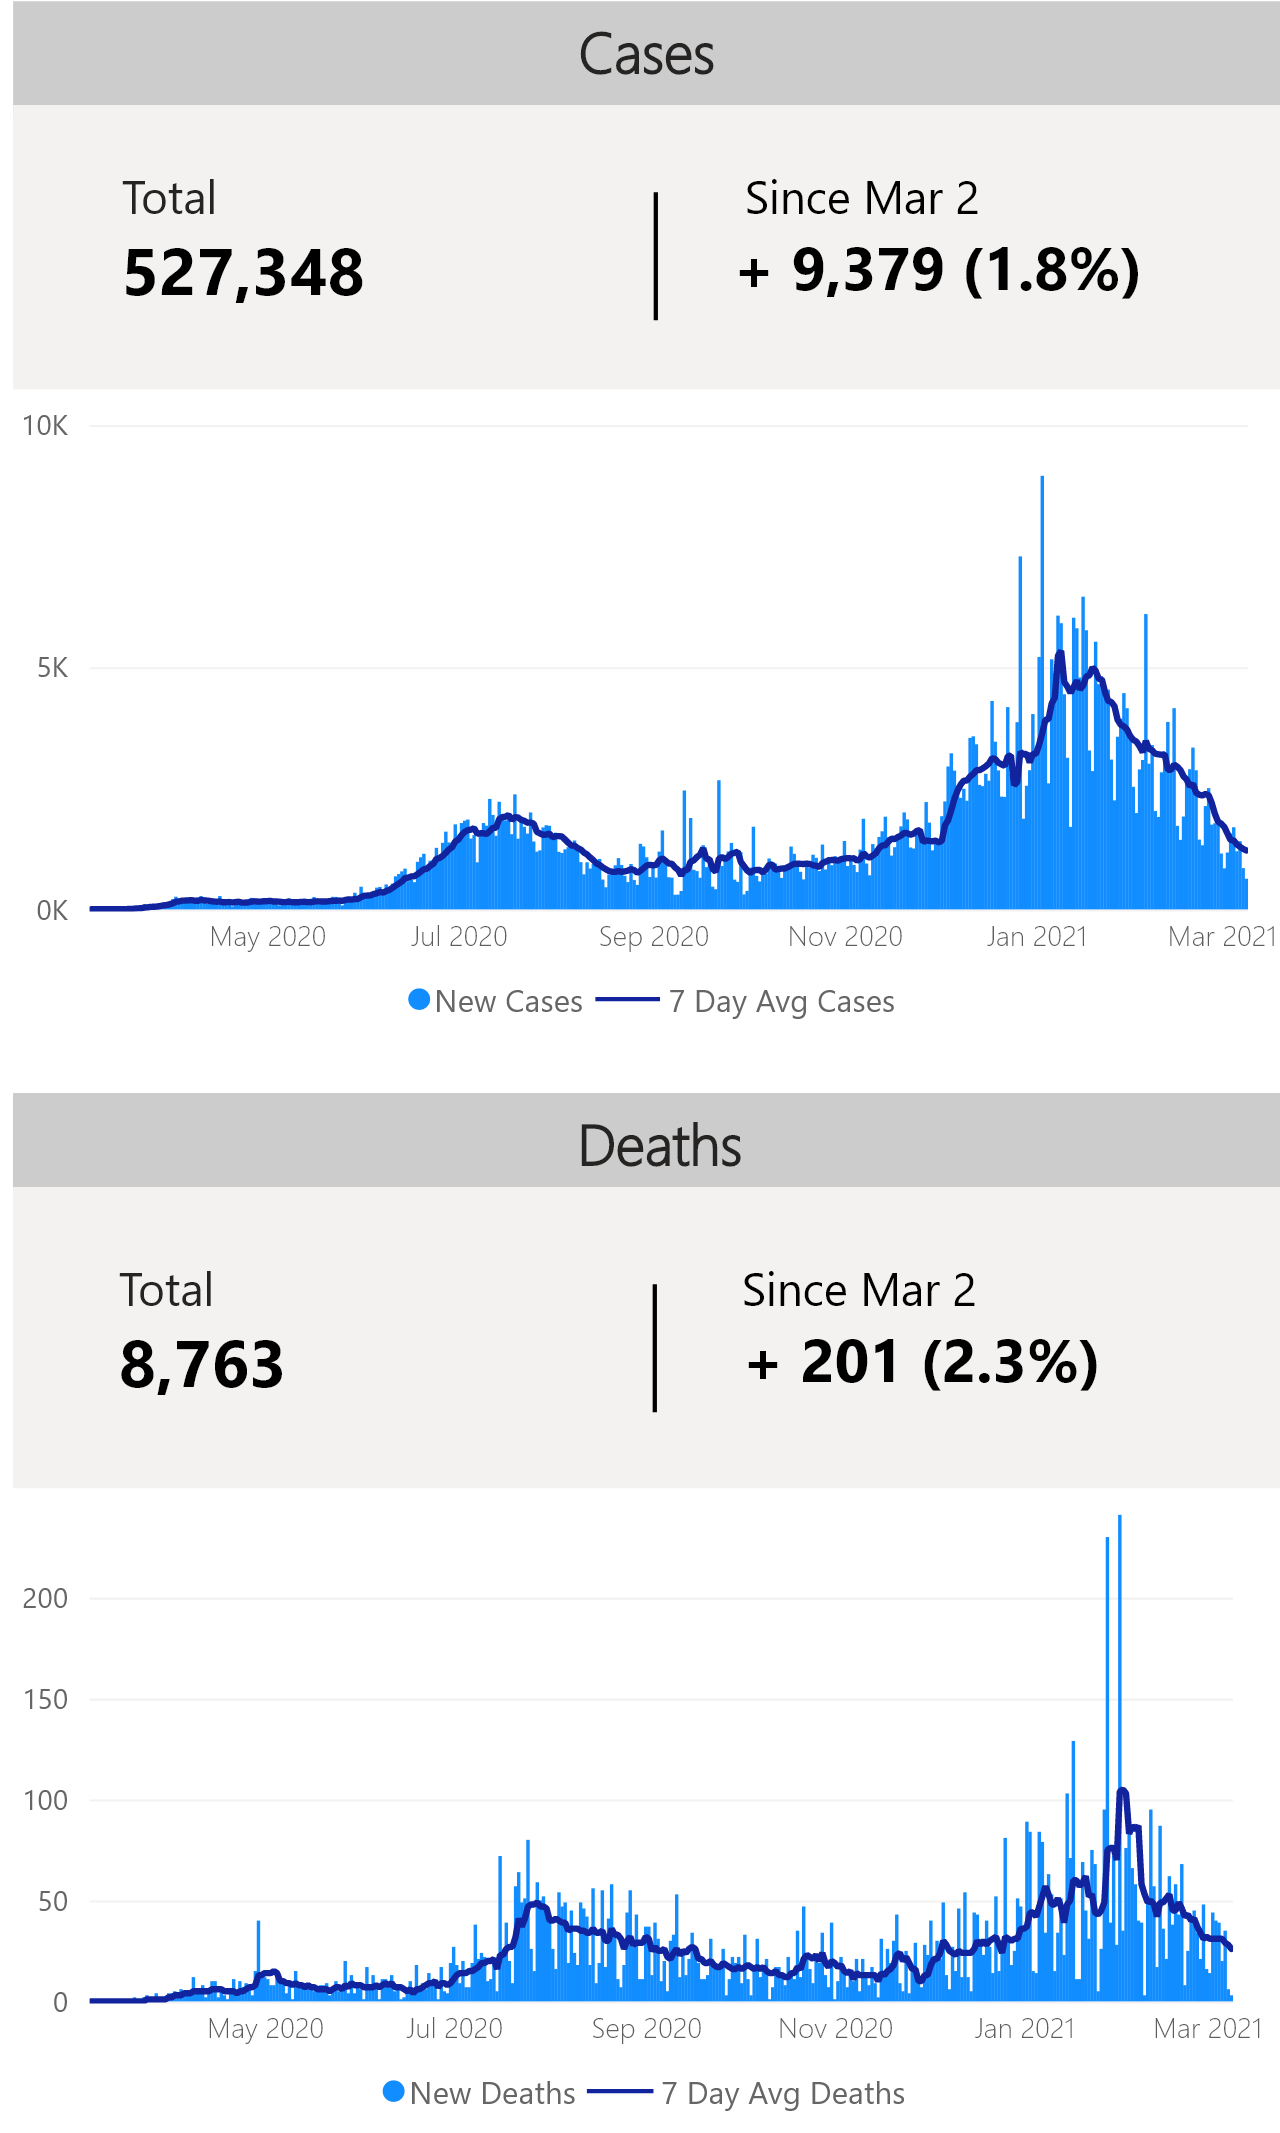 Cases
Total
Since Mar 2
527,348
+ 9,379 (1.8%)
10K
5K
0K
May 2020
Jul 2020
Sep 2020
Nov 2020
Jan 2021
Mar 2021
New Cases
7 Day Avg Cases
Deaths
Total
Since Mar 2
8,763
+ 201 (2.3%)
200
150
100
50
0
May 2020
Jul 2020
Sep 2020
Nov 2020
Jan 2021
Mar 2021
New Deaths
7 Day Avg Deaths